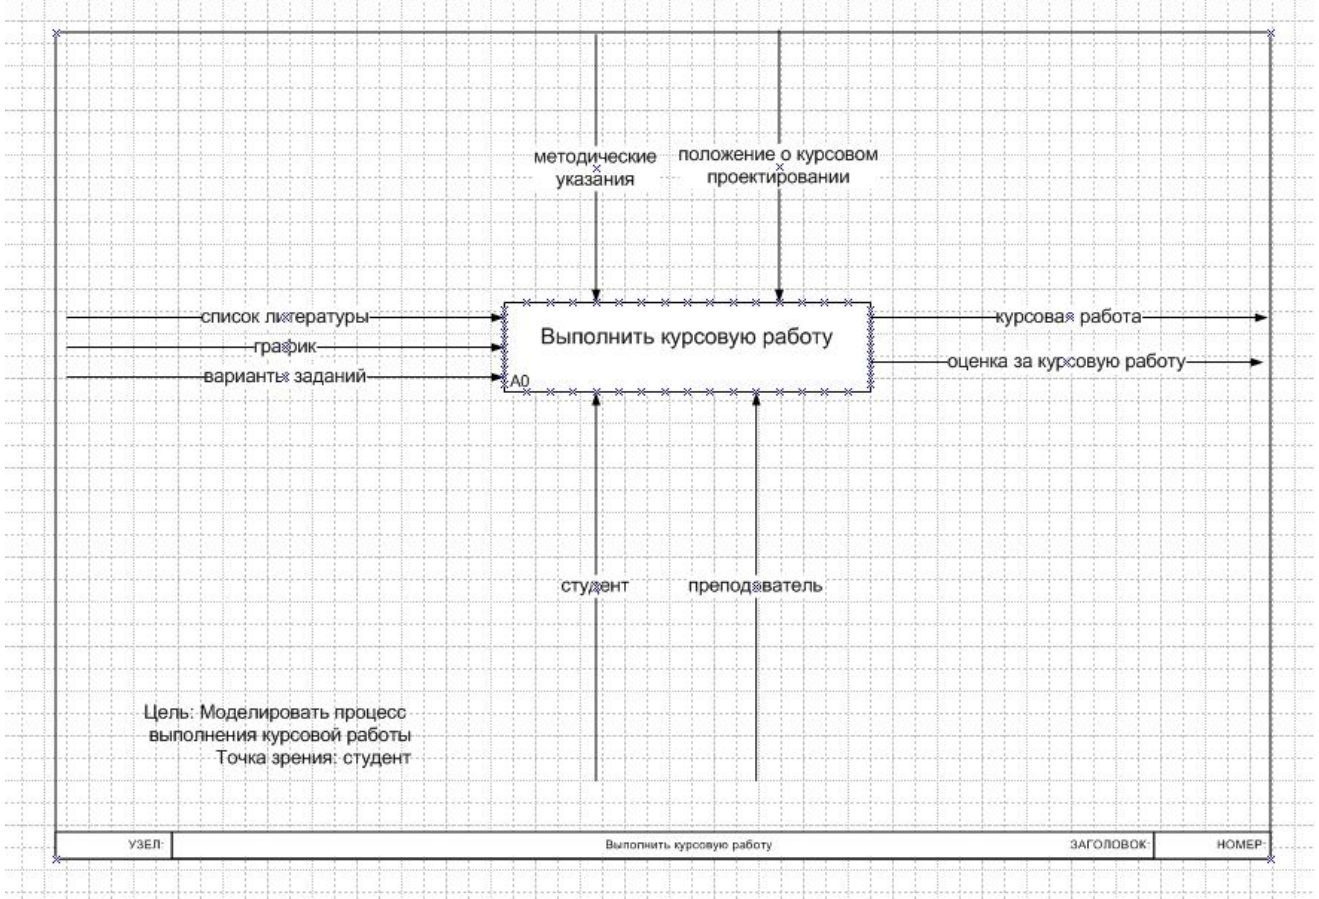 методические
указания
положение о курсовом
проектировании
список литературы
график
варианты заданий
Выполнить курсовую работу
A0
курсовая работа
оценка за курсовую работу
студент
преподаватель
Цель: Моделировать процесс
выполнения курсовой работы
Точка зрения: студент
УЗЕЛ:
Выполнить курсовую работу
ЗАГОЛОВОК:
НОМЕР: